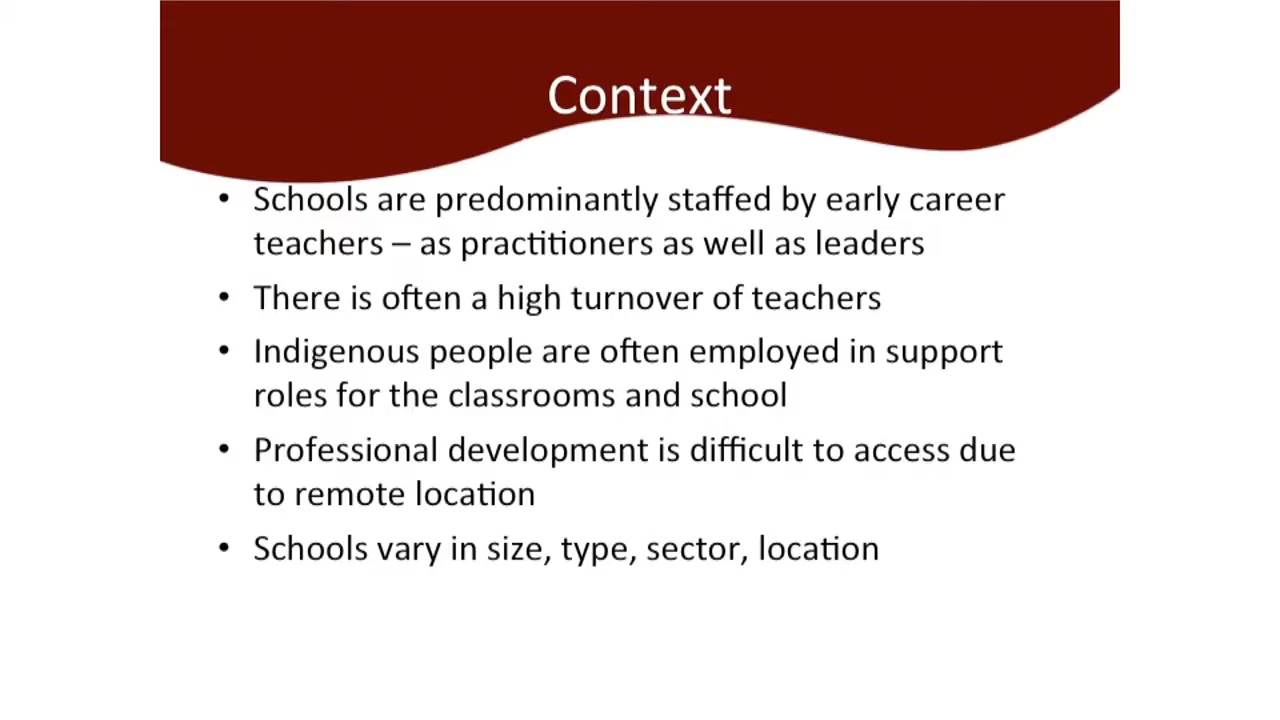 Context
• Schools are predominantly staffed by early career
teachers – as practitioners as well as leaders
• There is often a high turnover of teachers
• Indigenous people are often employed in support
roles for the classrooms and school
• Professional development is difficult to access due
to remote location
• Schools vary in size, type, sector, location